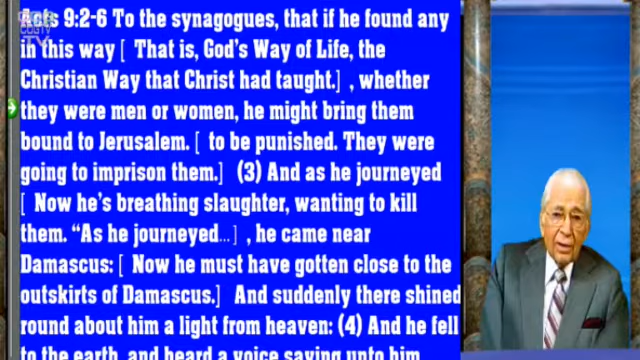 Acts 9:2-6 To the synagogues, that if he found any
in this way [ That is, God's Way of Life, the
Christian Way that Christ had taught.] , whether
they were men or women, he might bring them
bound to Jerusalem. [ to be punished. They were
going to imprison them.] (3) And as he journeyed
[ Now he's breathing slaughter, wanting to kill
them. “As he journeyed...] , he came near
Damascus: [ Now he must have gotten close to the
outskirts of Damascus.] And suddenly there shined
round about him a light from heaven: (4) And he fell
to the earth, and heard a voice saying unto him